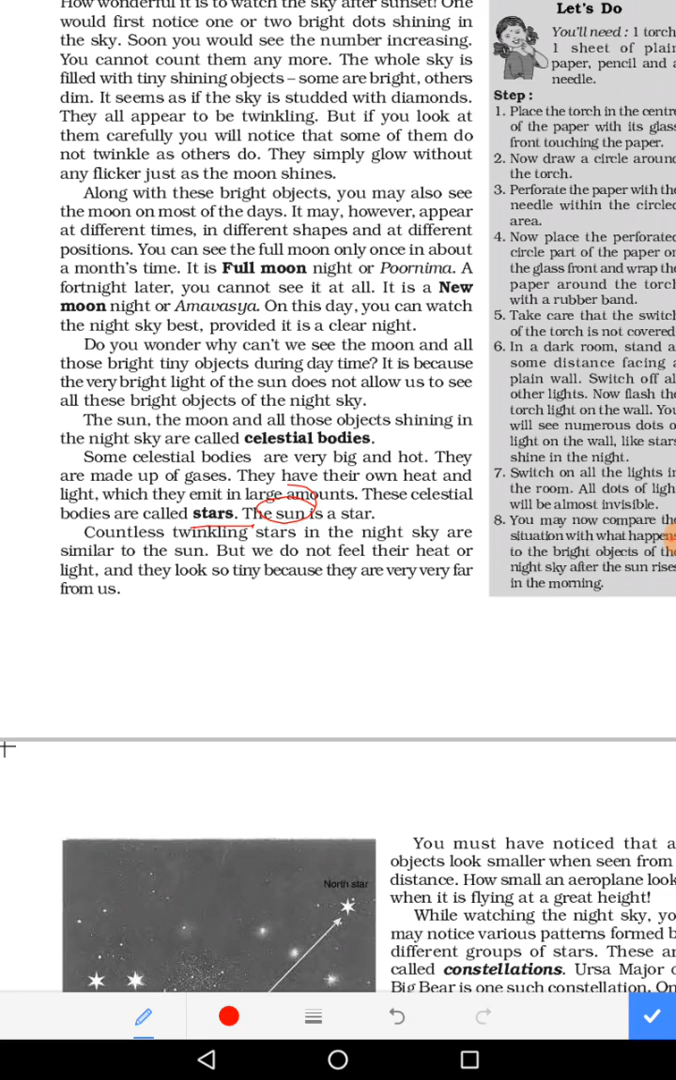 How wonderful it is to watch the sky after sunset! One
would first notice one or two bright dots shining in
the sky. Soon you would see the number increasing.
You cannot count them any more. The whole sky is
filled with tiny shining objects – some are bright, others
dim. It seems as if the sky is studded with diamonds.
They all appear to be twinkling. But if you look at
them carefully you will notice that some of them do
not twinkle as others do. They simply glow without
any flicker just as the moon shines.
Along with these bright objects, you may also see
the moon on most of the days. It may, however, appear
at different times, in different shapes and at different
positions. You can see the full moon only once in about
a month's time. It is Full moon night or Poornima. A
fortnight later, you cannot see it at all. It is a New
moon night or Amavasya. On this day, you can watch
the night sky best, provided it is a clear night.
Do you wonder why can't we see the moon and all
those bright tiny objects during day time? It is because
the very bright light of the sun does not allow us to see
all these bright objects of the night sky.
The sun, the moon and all those objects shining in
the night sky are called celestial bodies.
Some celestial bodies are very big and hot. They
are made up of gases. They have their own heat and
light, which they emit in large amounts. These celestial
bodies are called stars. The sun is a star.
Countless twinkling stars in the night sky are
similar to the sun. But we do not feel their heat or
light, and they look so tiny because they are very very far
from us.
Let's Do
You'll need : 1 torch
1 sheet of plain
paper, pencil and a
needle.
Step :
1. Place the torch in the centre
of the paper with its glass
front touching the paper.
2. Now draw a circle around
the torch.
3. Perforate the paper with the
needle within the circled
area.
4. Now place the perforated
circle part of the paper on
the glass front and wrap the
paper around the torch
with a rubber band.
5. Take care that the switch
of the torch is not covered
6. In a dark room, stand a
some distance facing a
plain wall. Switch off al
other lights. Now flash the
torch light on the wall. You
will see numerous dots o
light on the wall, like stars
shine in the night.
7. Switch on all the lights in
the room. All dots of ligh
will be almost invisible.
8. You may now compare the
situation with what happens
to the bright objects of the
night sky after the sun rises
in the morning.
North star
You must have noticed that a
objects look smaller when seen from
distance. How small an aeroplane look
when it is flying at a great height!
While watching the night sky, yo
may notice various patterns formed b
different groups of stars. These ar
called constellations. Ursa Major o
Big Bear is one such constellation. On